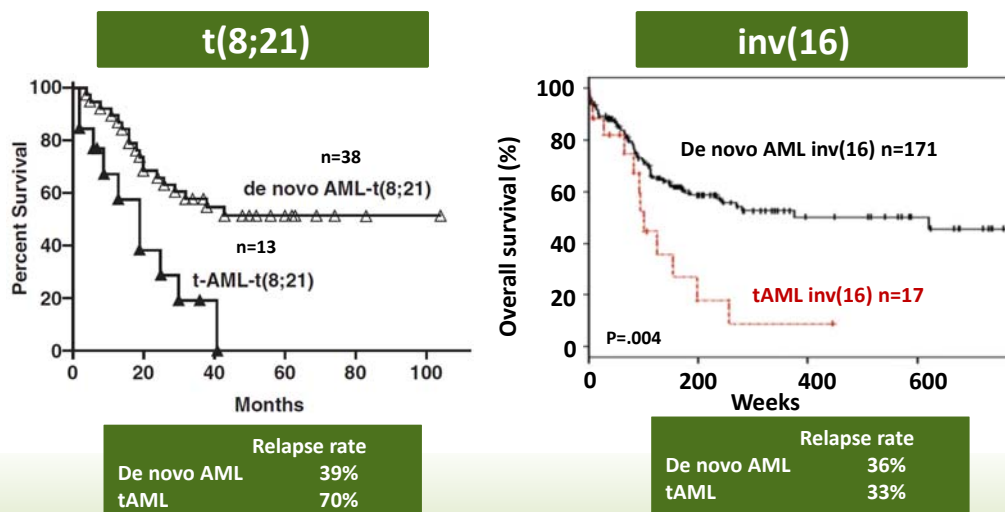 t(8;21)
100
80
60
40
20
0
Percent Survival
n=38
de novo AML-t(8;21)
n=13
t-AML-t(8;21)
0 20 40 60 80 100
Months
Relapse rate
De novo AML 39%
tAML 70%
inv(16)
100
80
60
40
20
0
Overall survival (%)
De novo AML inv(16) n=171
tAML inv(16) n=17
P=.004
0 200 400 600
Weeks
Relapse rate
De novo AML 36%
tAML 33%